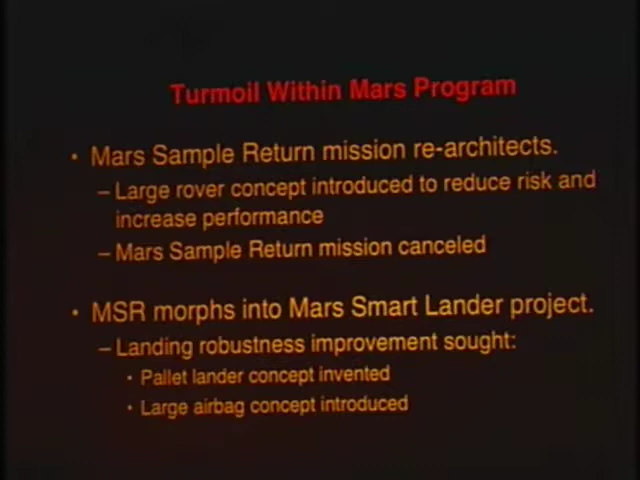 Turmoil Within Mars Program
• Mars Sample Return mission re-architects.
– Large rover concept introduced to reduce risk and
increase performance
– Mars Sample Return mission canceled
• MSR morphs into Mars Smart Lander project.
– Landing robustness improvement sought:
• Pallet lander concept invented
• Large airbag concept introduced